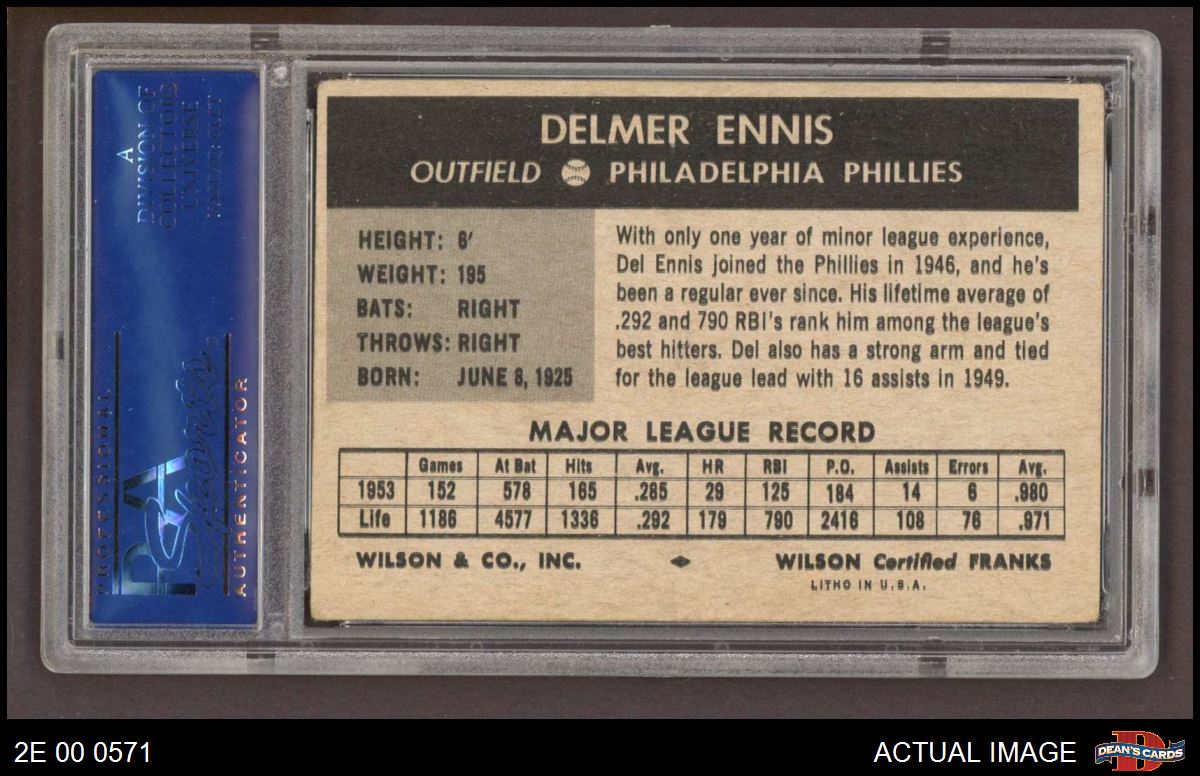 A
DIVISION OF
COLLECTORS
UNIVERSE
NASDAQ: CLCT
PROFESSIONAL
PSA
AUTHENTICATOR
DELMER ENNIS
OUTFIELD PHILADELPHIA PHILLIES
HEIGHT: 6'
WEIGHT: 195
BATS: RIGHT
THROWS: RIGHT
BORN: JUNE 8, 1925
With only one year of minor league experience,
Del Ennis joined the Phillies in 1946, and he's
been a regular ever since. His lifetime average of
.292 and 790 RBI's rank him among the league's
best hitters. Del also has a strong arm and tied
for the league lead with 16 assists in 1949.
MAJOR LEAGUE RECORD
Games At Bat Hits Avg. HR RBI P.O. Assists Errors Avg.
1953 152 578 165 .285 29 125 184 14 6 .980
Life 1186 4577 1336 .292 179 790 2416 108 76 .971
WILSON & CO., INC. WILSON Certified FRANKS
LITHO IN U.S.A.
2E 00 0571 ACTUAL IMAGE DEAN'S CARDS